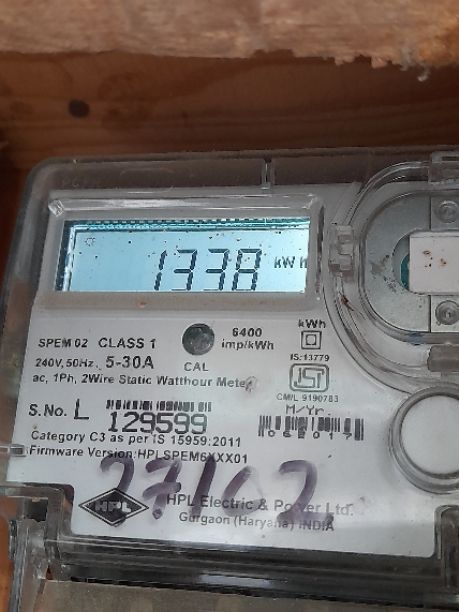 1338 kWh
SPEM 02 CLASS 1
6400 imp/kWh
kWh
240V, 50Hz., 5-30A
CAL
IS:13779
ac, 1Ph, 2Wire Static Watthour Meter
ISI
CM/L 9190783
S.No. L 129599
M/Yr.
062017
Category C3 as per IS 15959:2011
Firmware Version:HPLSPEM6XXX01
27102
HPL
HPL Electric & Power Ltd.
Gurgaon (Haryana) INDIA